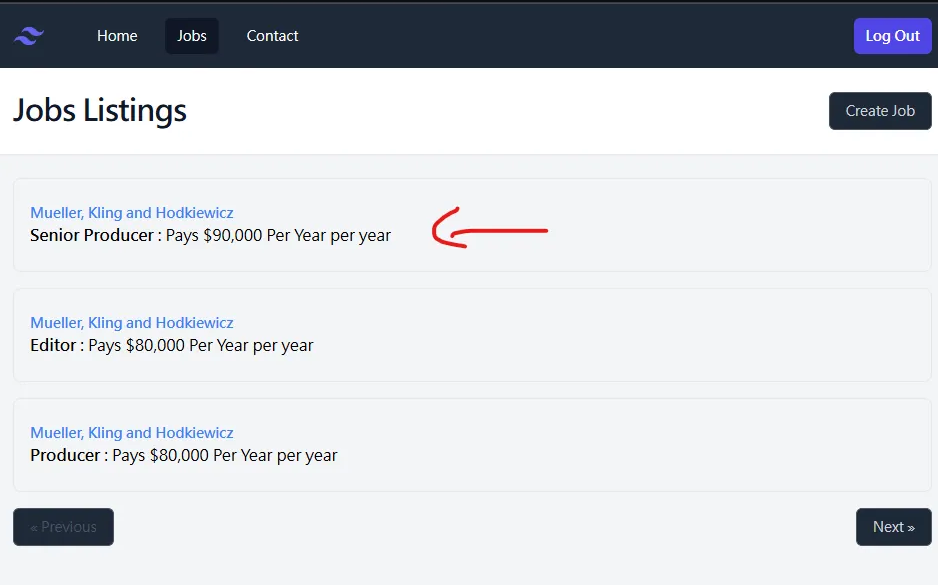 Home Jobs Contact Log Out
Jobs Listings Create Job
Mueller, Kling and Hodkiewicz
Senior Producer : Pays $90,000 Per Year per year
Mueller, Kling and Hodkiewicz
Editor : Pays $80,000 Per Year per year
Mueller, Kling and Hodkiewicz
Producer : Pays $80,000 Per Year per year
« Previous Next »